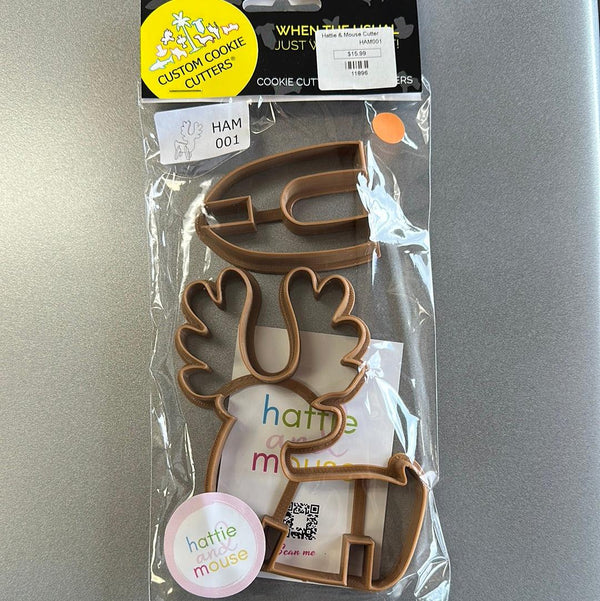 CUSTOM COOKIE
CUTTERS®
WHEN THE USUAL
JUST
Hattie & Mouse Cutter
HAM001
$15.99
11896
COOKIE
HAM
001
hattie
and
mouse
Scan me
hattie
and
mouse